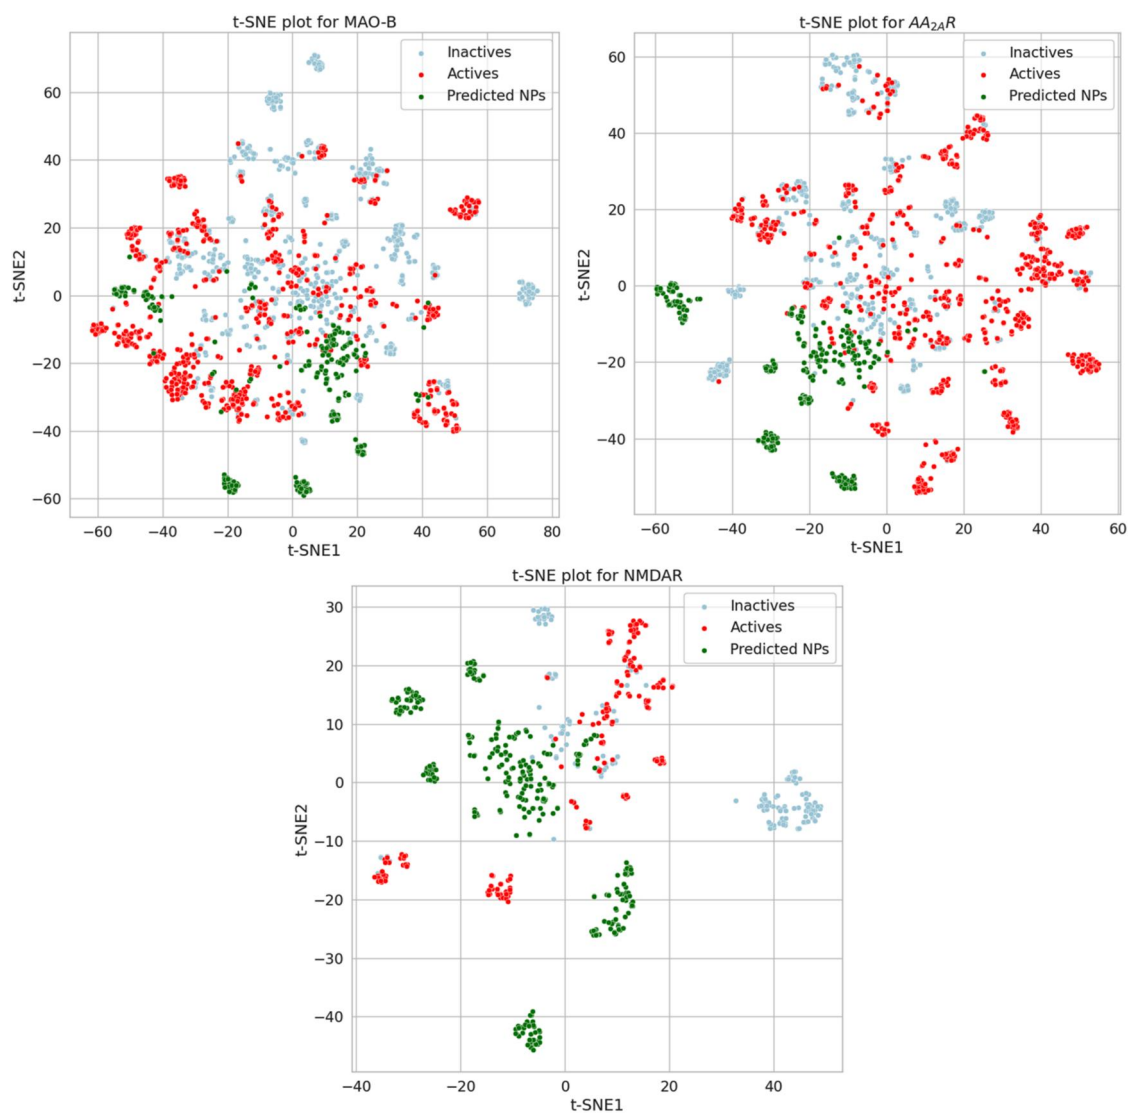 t-SNE plot for MAO-B
Inactives
Actives
Predicted NPs
60
40
20
0
−20
−40
−60
t-SNE2
−60 −40 −20 0 20 40 60 80
t-SNE1
t-SNE plot for AA2AR
Inactives
Actives
Predicted NPs
60
40
20
0
−20
−40
t-SNE2
−60 −40 −20 0 20 40 60
t-SNE1
t-SNE plot for NMDAR
Inactives
Actives
Predicted NPs
30
20
10
0
−10
−20
−30
−40
t-SNE2
−40 −20 0 20 40
t-SNE1